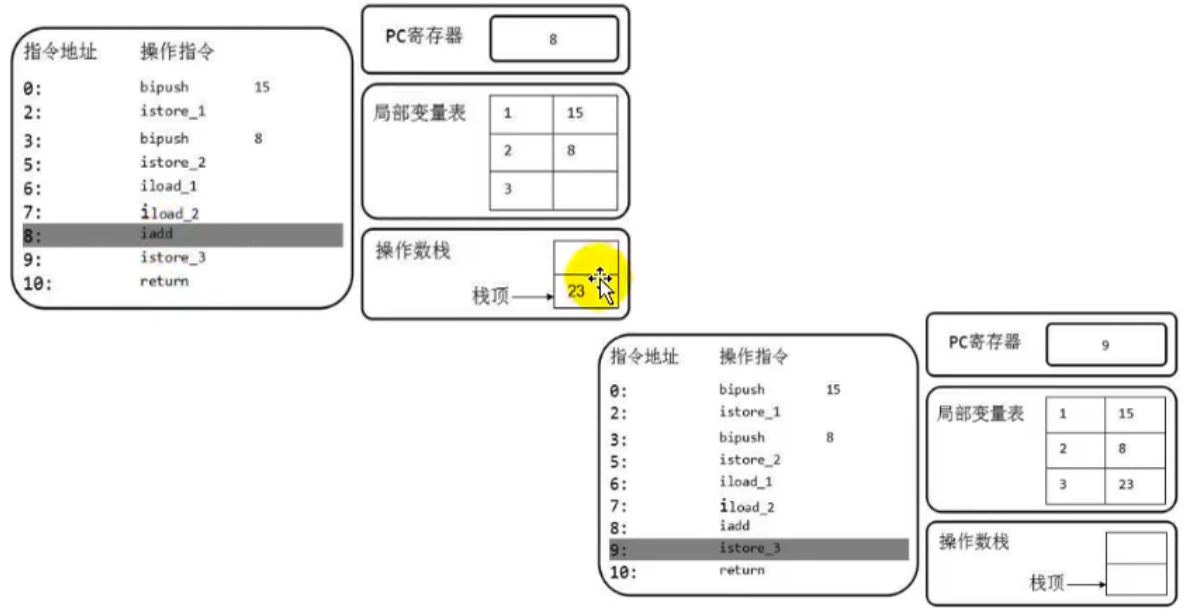 指令地址 操作指令
0: bipush 15
2: istore_1
3: bipush 8
5: istore_2
6: iload_1
7: iload_2
8: iadd
9: istore_3
10: return
PC寄存器 8
局部变量表 1 15
2 8
3
操作数栈
栈顶 23
指令地址 操作指令
0: bipush 15
2: istore_1
3: bipush 8
5: istore_2
6: iload_1
7: iload_2
8: iadd
9: istore_3
10: return
PC寄存器 9
局部变量表 1 15
2 8
3 23
操作数栈
栈顶